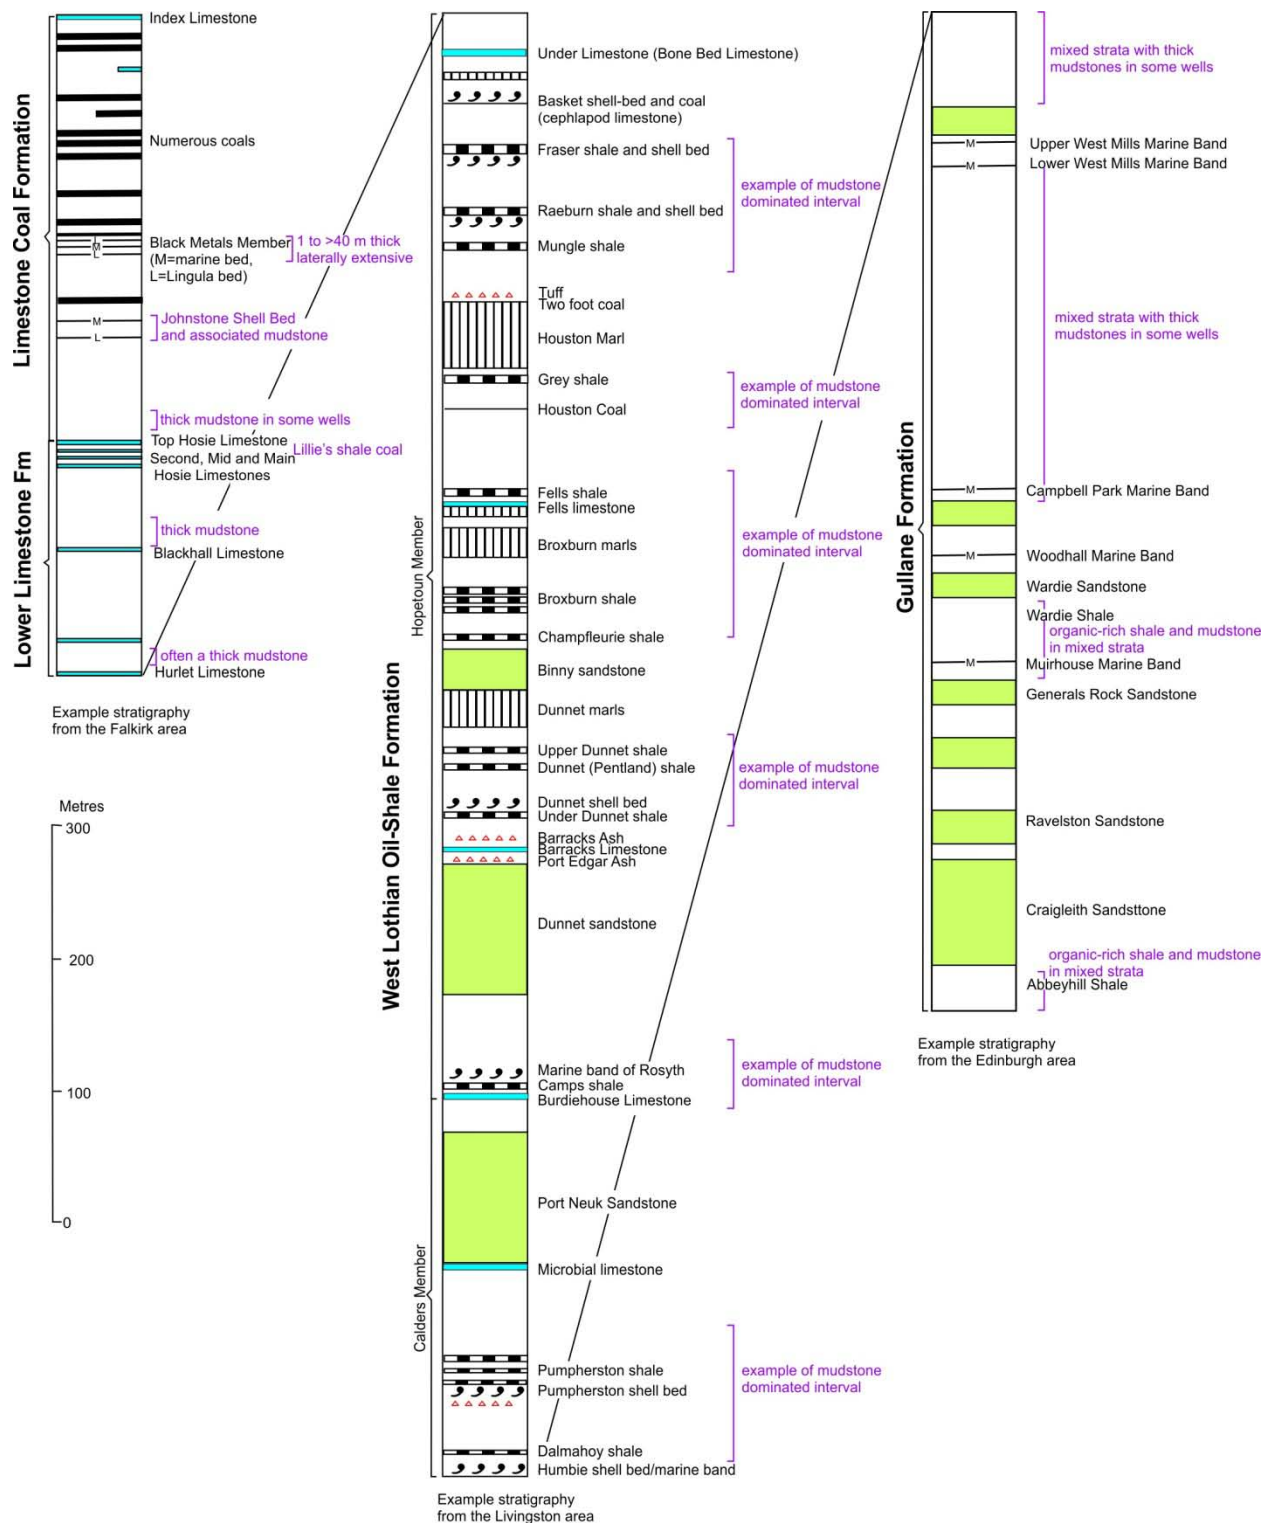 Limestone Coal Formation
Lower Limestone Fm
Index Limestone
Numerous coals
L
M
L
Black Metals Member
(M=marine bed,
L=Lingula bed)
1 to >40 m thick
laterally extensive
M
L
Johnstone Shell Bed
and associated mudstone
thick mudstone in some wells
Top Hosie Limestone
Lillie's shale coal
Second, Mid and Main
Hosie Limestones
thick mudstone
Blackhall Limestone
often a thick mudstone
Hurlet Limestone
Example stratigraphy
from the Falkirk area
Metres
300
200
100
0
West Lothian Oil-Shale Formation
Hopetoun Member
Calders Member
Under Limestone (Bone Bed Limestone)
Basket shell-bed and coal
(cephlapod limestone)
Fraser shale and shell bed
example of mudstone
dominated interval
Raeburn shale and shell bed
Mungle shale
Tuff
Two foot coal
Houston Marl
Grey shale
example of mudstone
dominated interval
Houston Coal
Fells shale
Fells limestone
example of mudstone
dominated interval
Broxburn marls
Broxburn shale
Champfleurie shale
Binny sandstone
Dunnet marls
Upper Dunnet shale
Dunnet (Pentland) shale
example of mudstone
dominated interval
Dunnet shell bed
Under Dunnet shale
Barracks Ash
Barracks Limestone
Port Edgar Ash
Dunnet sandstone
Marine band of Rosyth
Camps shale
example of mudstone
dominated interval
Burdiehouse Limestone
Port Neuk Sandstone
Microbial limestone
Pumpherston shale
Pumpherston shell bed
example of mudstone
dominated interval
Dalmahoy shale
Humbie shell bed/marine band
Example stratigraphy
from the Livingston area
Gullane Formation
mixed strata with thick
mudstones in some wells
M
Upper West Mills Marine Band
M
Lower West Mills Marine Band
mixed strata with thick
mudstones in some wells
M
Campbell Park Marine Band
M
Woodhall Marine Band
Wardie Sandstone
Wardie Shale
organic-rich shale and mudstone
in mixed strata
M
Muirhouse Marine Band
Generals Rock Sandstone
Ravelston Sandstone
Craigleith Sandsttone
organic-rich shale and mudstone
in mixed strata
Abbeyhill Shale
Example stratigraphy
from the Edinburgh area